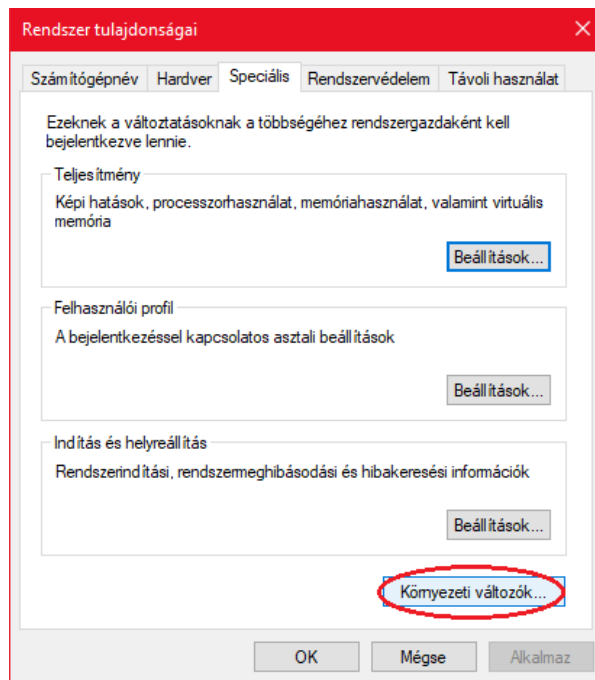 Rendszer tulajdonságai
Számítógépnév Hardver Speciális Rendszervédelem Távoli használat
Ezeknek a változtatásoknak a többségéhez rendszergazdaként kell
bejelentkezve lennie.
Teljesítmény
Képi hatások, processzorhasználat, memóriahasználat, valamint virtuális
memória
Beállítások...
Felhasználói profil
A bejelentkezéssel kapcsolatos asztali beállítások
Beállítások...
Indítás és helyreállítás
Rendszerindítási, rendszermeghibásodási és hibakeresési információk
Beállítások...
Környezeti változók...
OK Mégse Alkalmaz